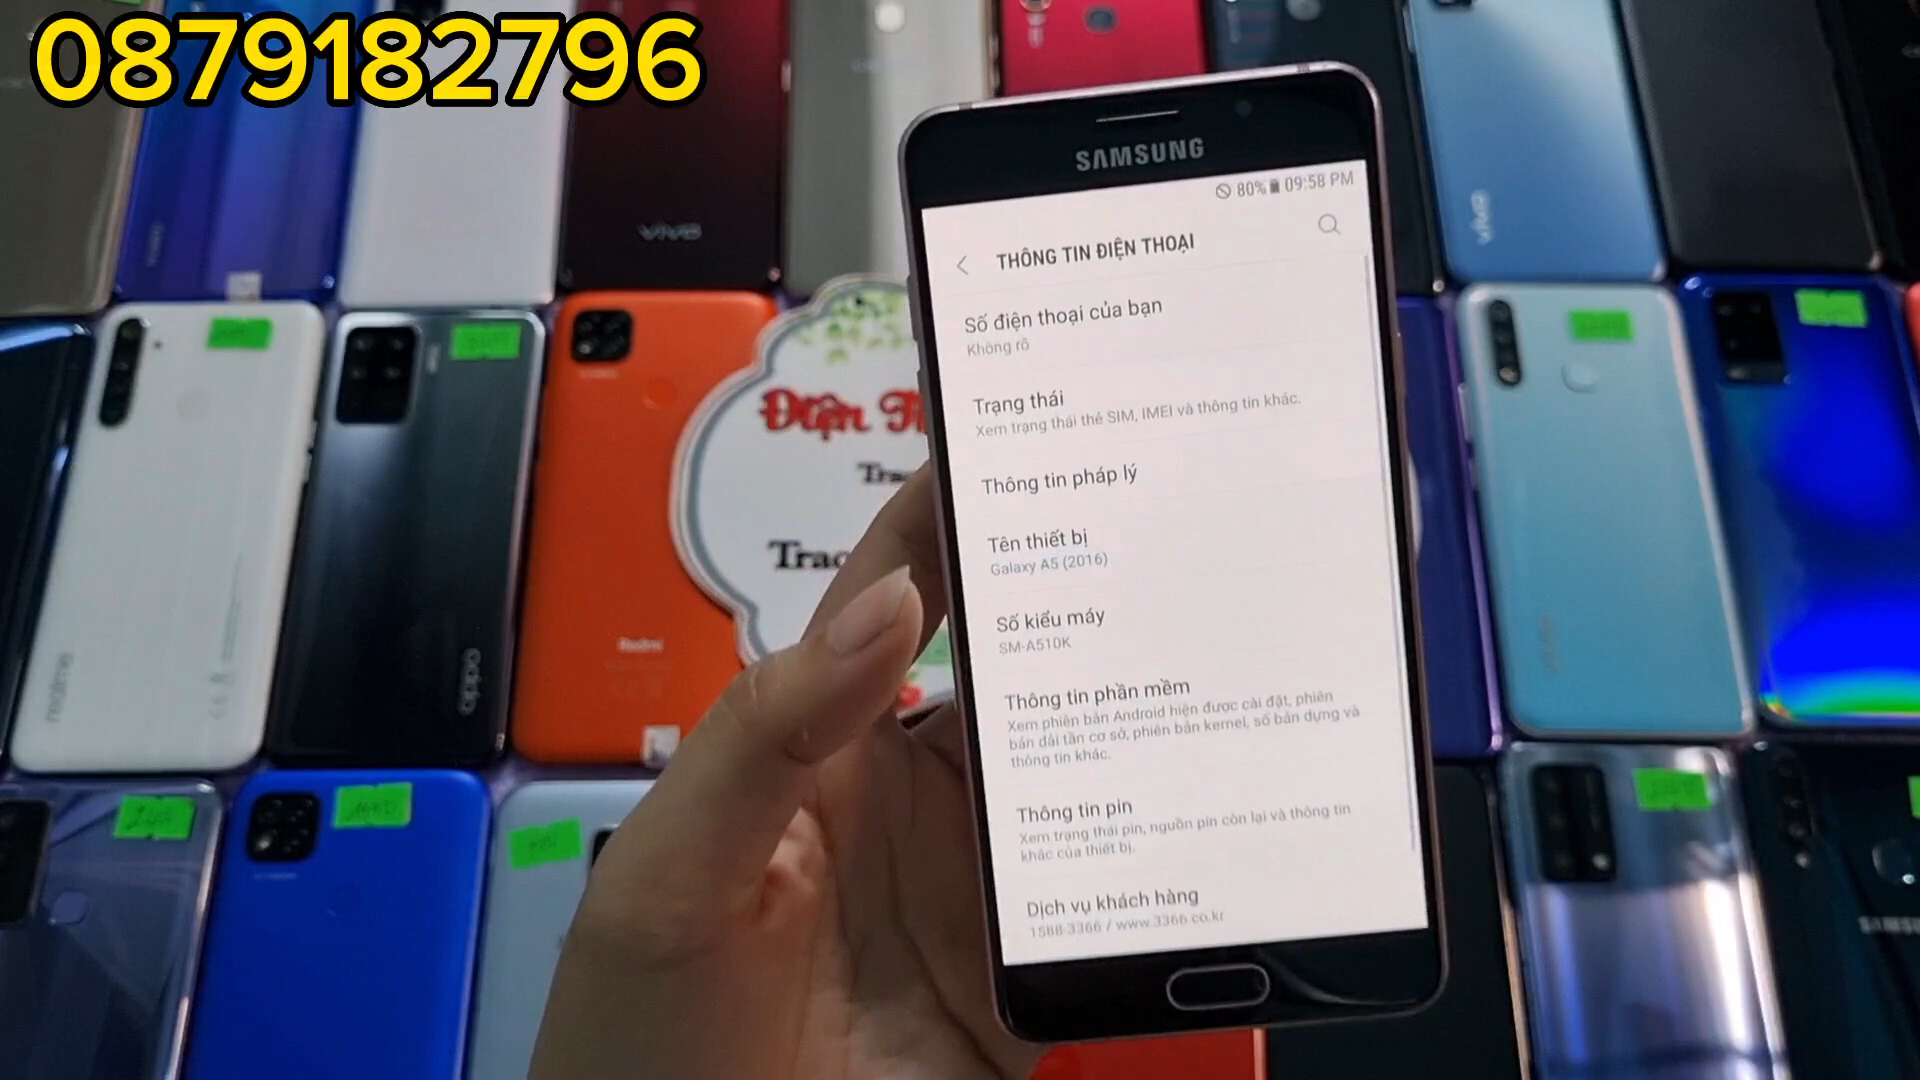 0879182796
SAMSUNG
80% 09:58 PM
THÔNG TIN ĐIỆN THOẠI
Số điện thoại của bạn
Không rõ
Trạng thái
Xem trạng thái thẻ SIM, IMEI và thông tin khác.
Thông tin pháp lý
Tên thiết bị
Galaxy A5 (2016)
Số kiểu máy
SM-A510K
Thông tin phần mềm
Xem phiên bản Android hiện được cài đặt, phiên
bản dải tần cơ sở, phiên bản kernel, số bản dựng và
thông tin khác.
Thông tin pin
Xem trạng thái pin, nguồn pin còn lại và thông tin
khác của thiết bị.
Dịch vụ khách hàng
1588-3366 / www.3366.co.kr
vivo
vivo
Điện
realme
oppo
Redmi